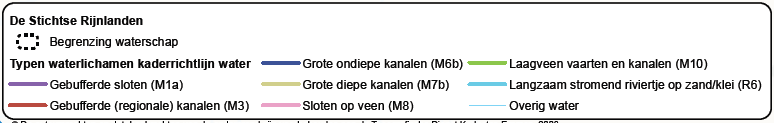 De Stichtse Rijnlanden
Begrenzing waterschap
Typen waterlichamen kaderrichtlijn water
Gebufferde sloten (M1a)
Gebufferde (regionale) kanalen (M3)
Grote ondiepe kanalen (M6b)
Grote diepe kanalen (M7b)
Sloten op veen (M8)
Laagveen vaarten en kanalen (M10)
Langzaam stromend riviertje op zand/klei (R6)
Overig water